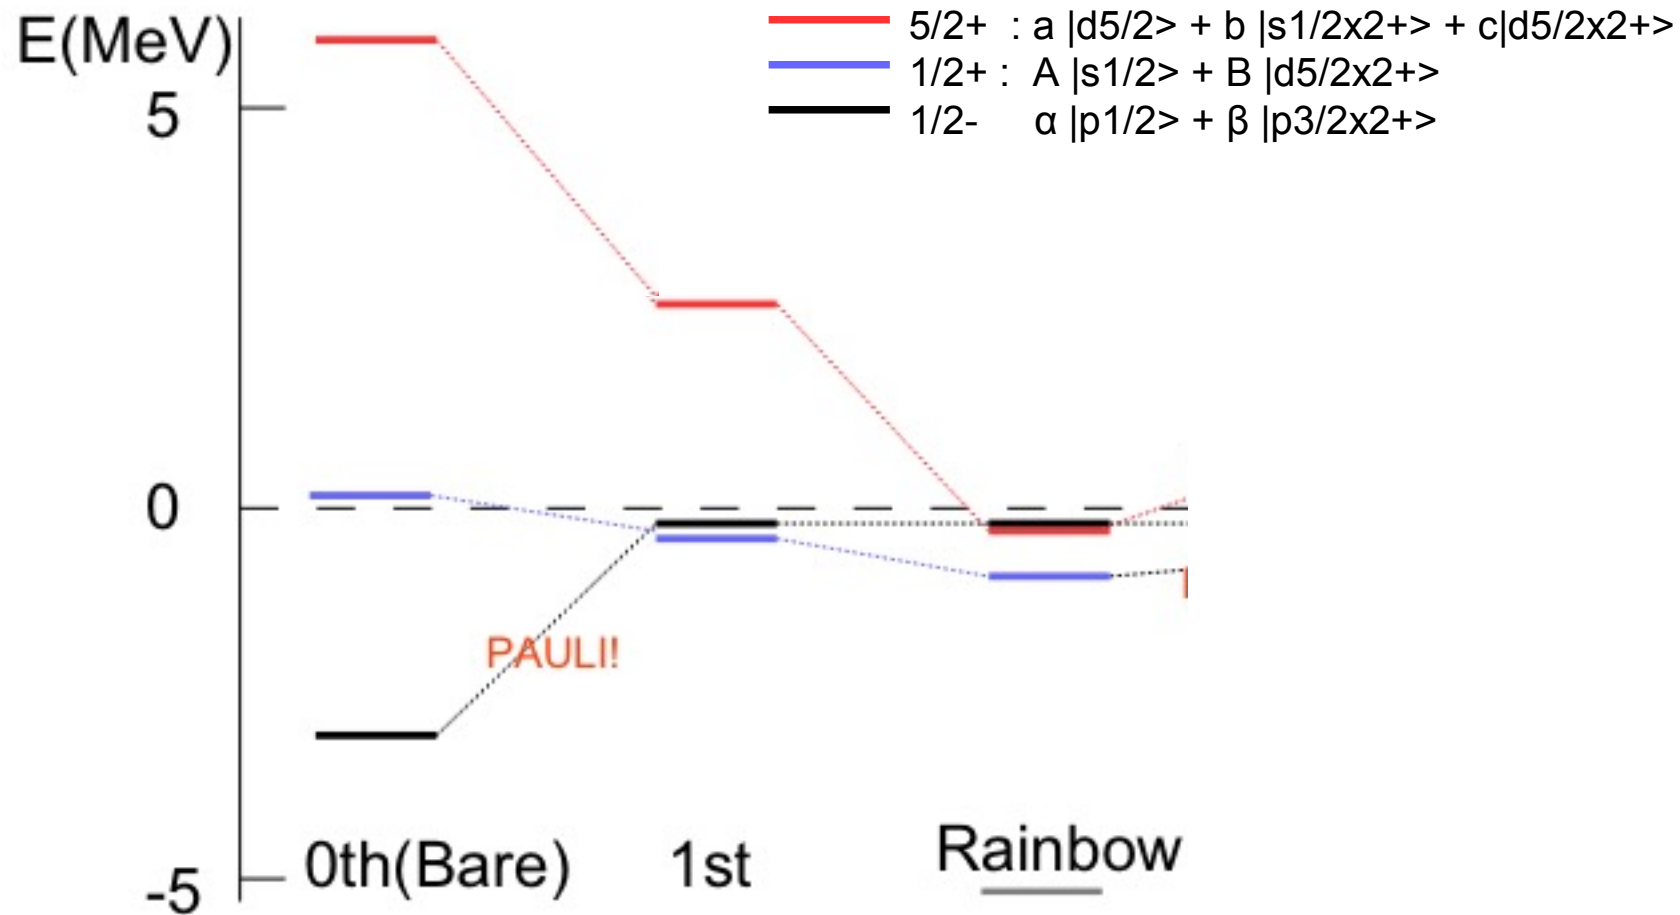 E(MeV)
5/2+ : a |d5/2> + b |s1/2x2+> + c|d5/2x2+>
1/2+ : A |s1/2> + B |d5/2x2+>
1/2- α |p1/2> + β |p3/2x2+>
5
0
PAULI!
-5
0th(Bare)
1st
Rainbow